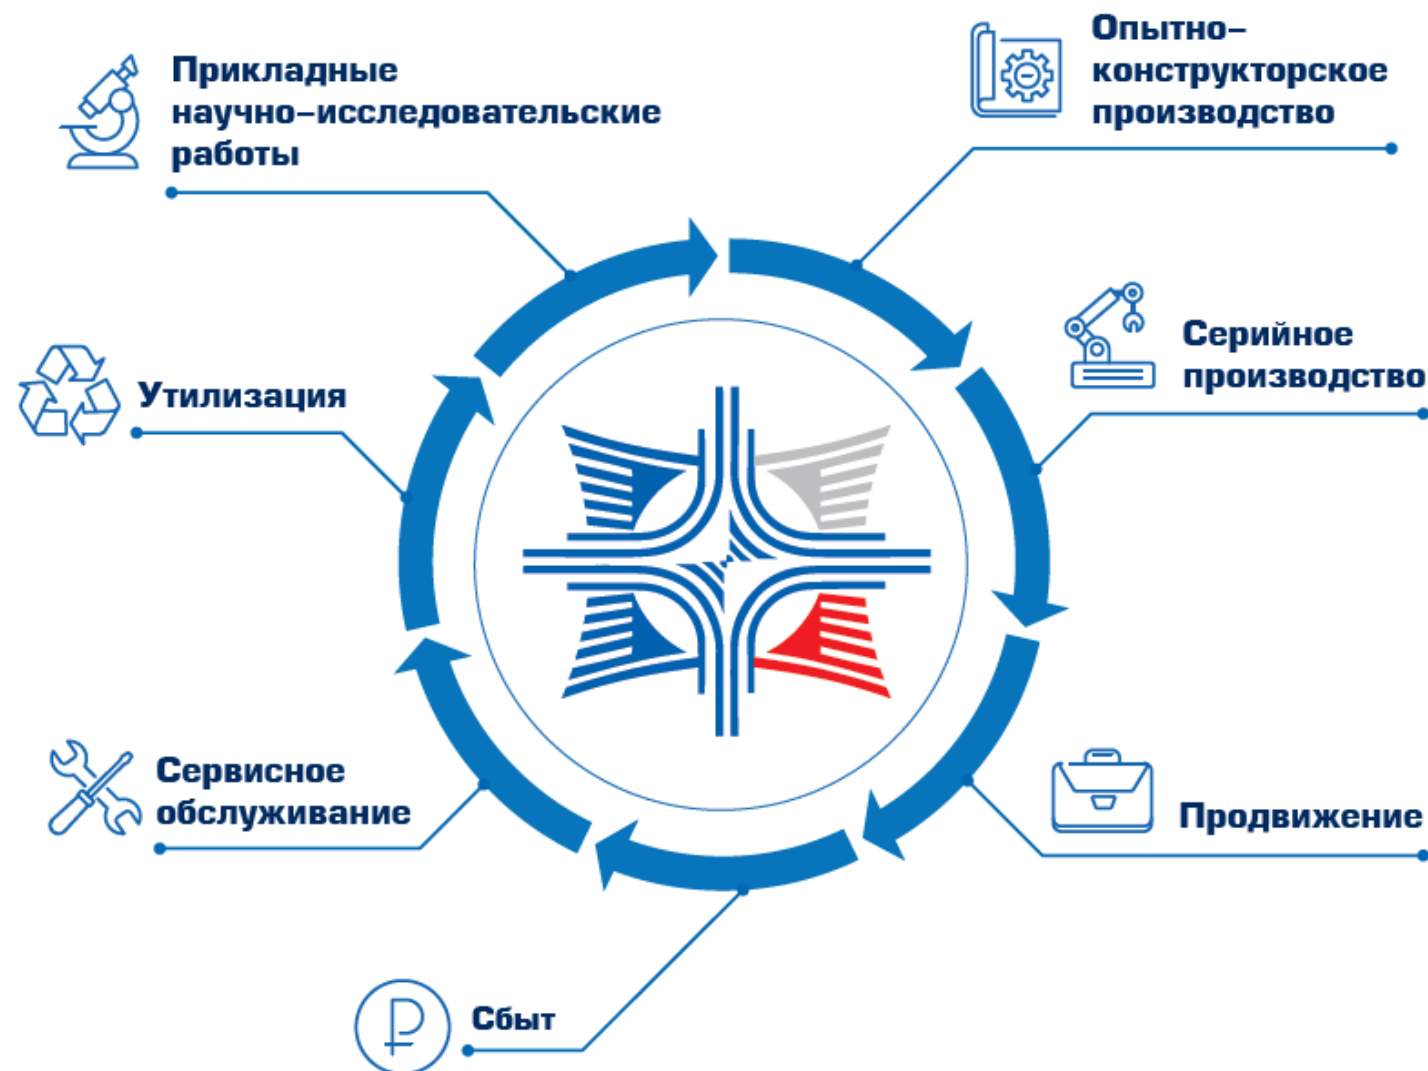 Прикладные
научно–исследовательские
работы
Опытно–
конструкторское
производство
Серийное
производство
Продвижение
Сбыт
Сервисное
обслуживание
Утилизация